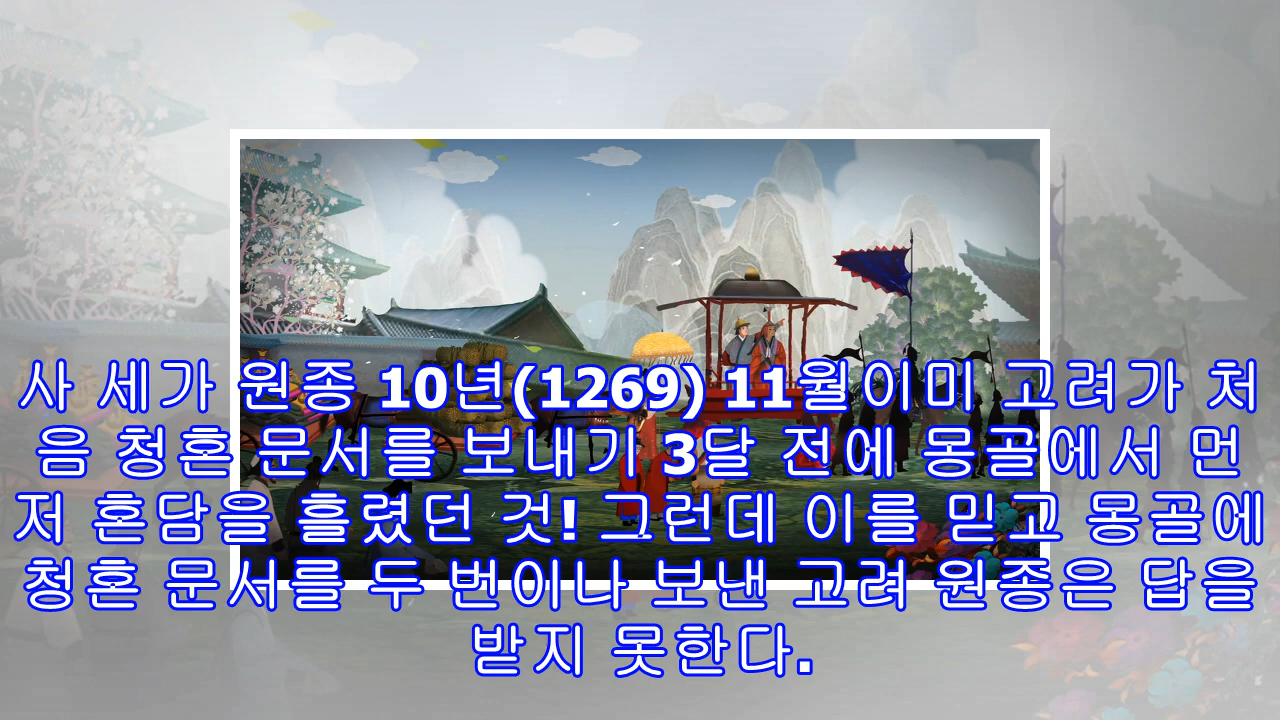 사 세가 원종 10년(1269) 11월이미 고려가 처
음 청혼 문서를 보내기 3달 전에 몽골에서 먼
저 혼담을 흘렸던 것! 그런데 이를 믿고 몽골에
청혼 문서를 두 번이나 보낸 고려 원종은 답을
받지 못한다.